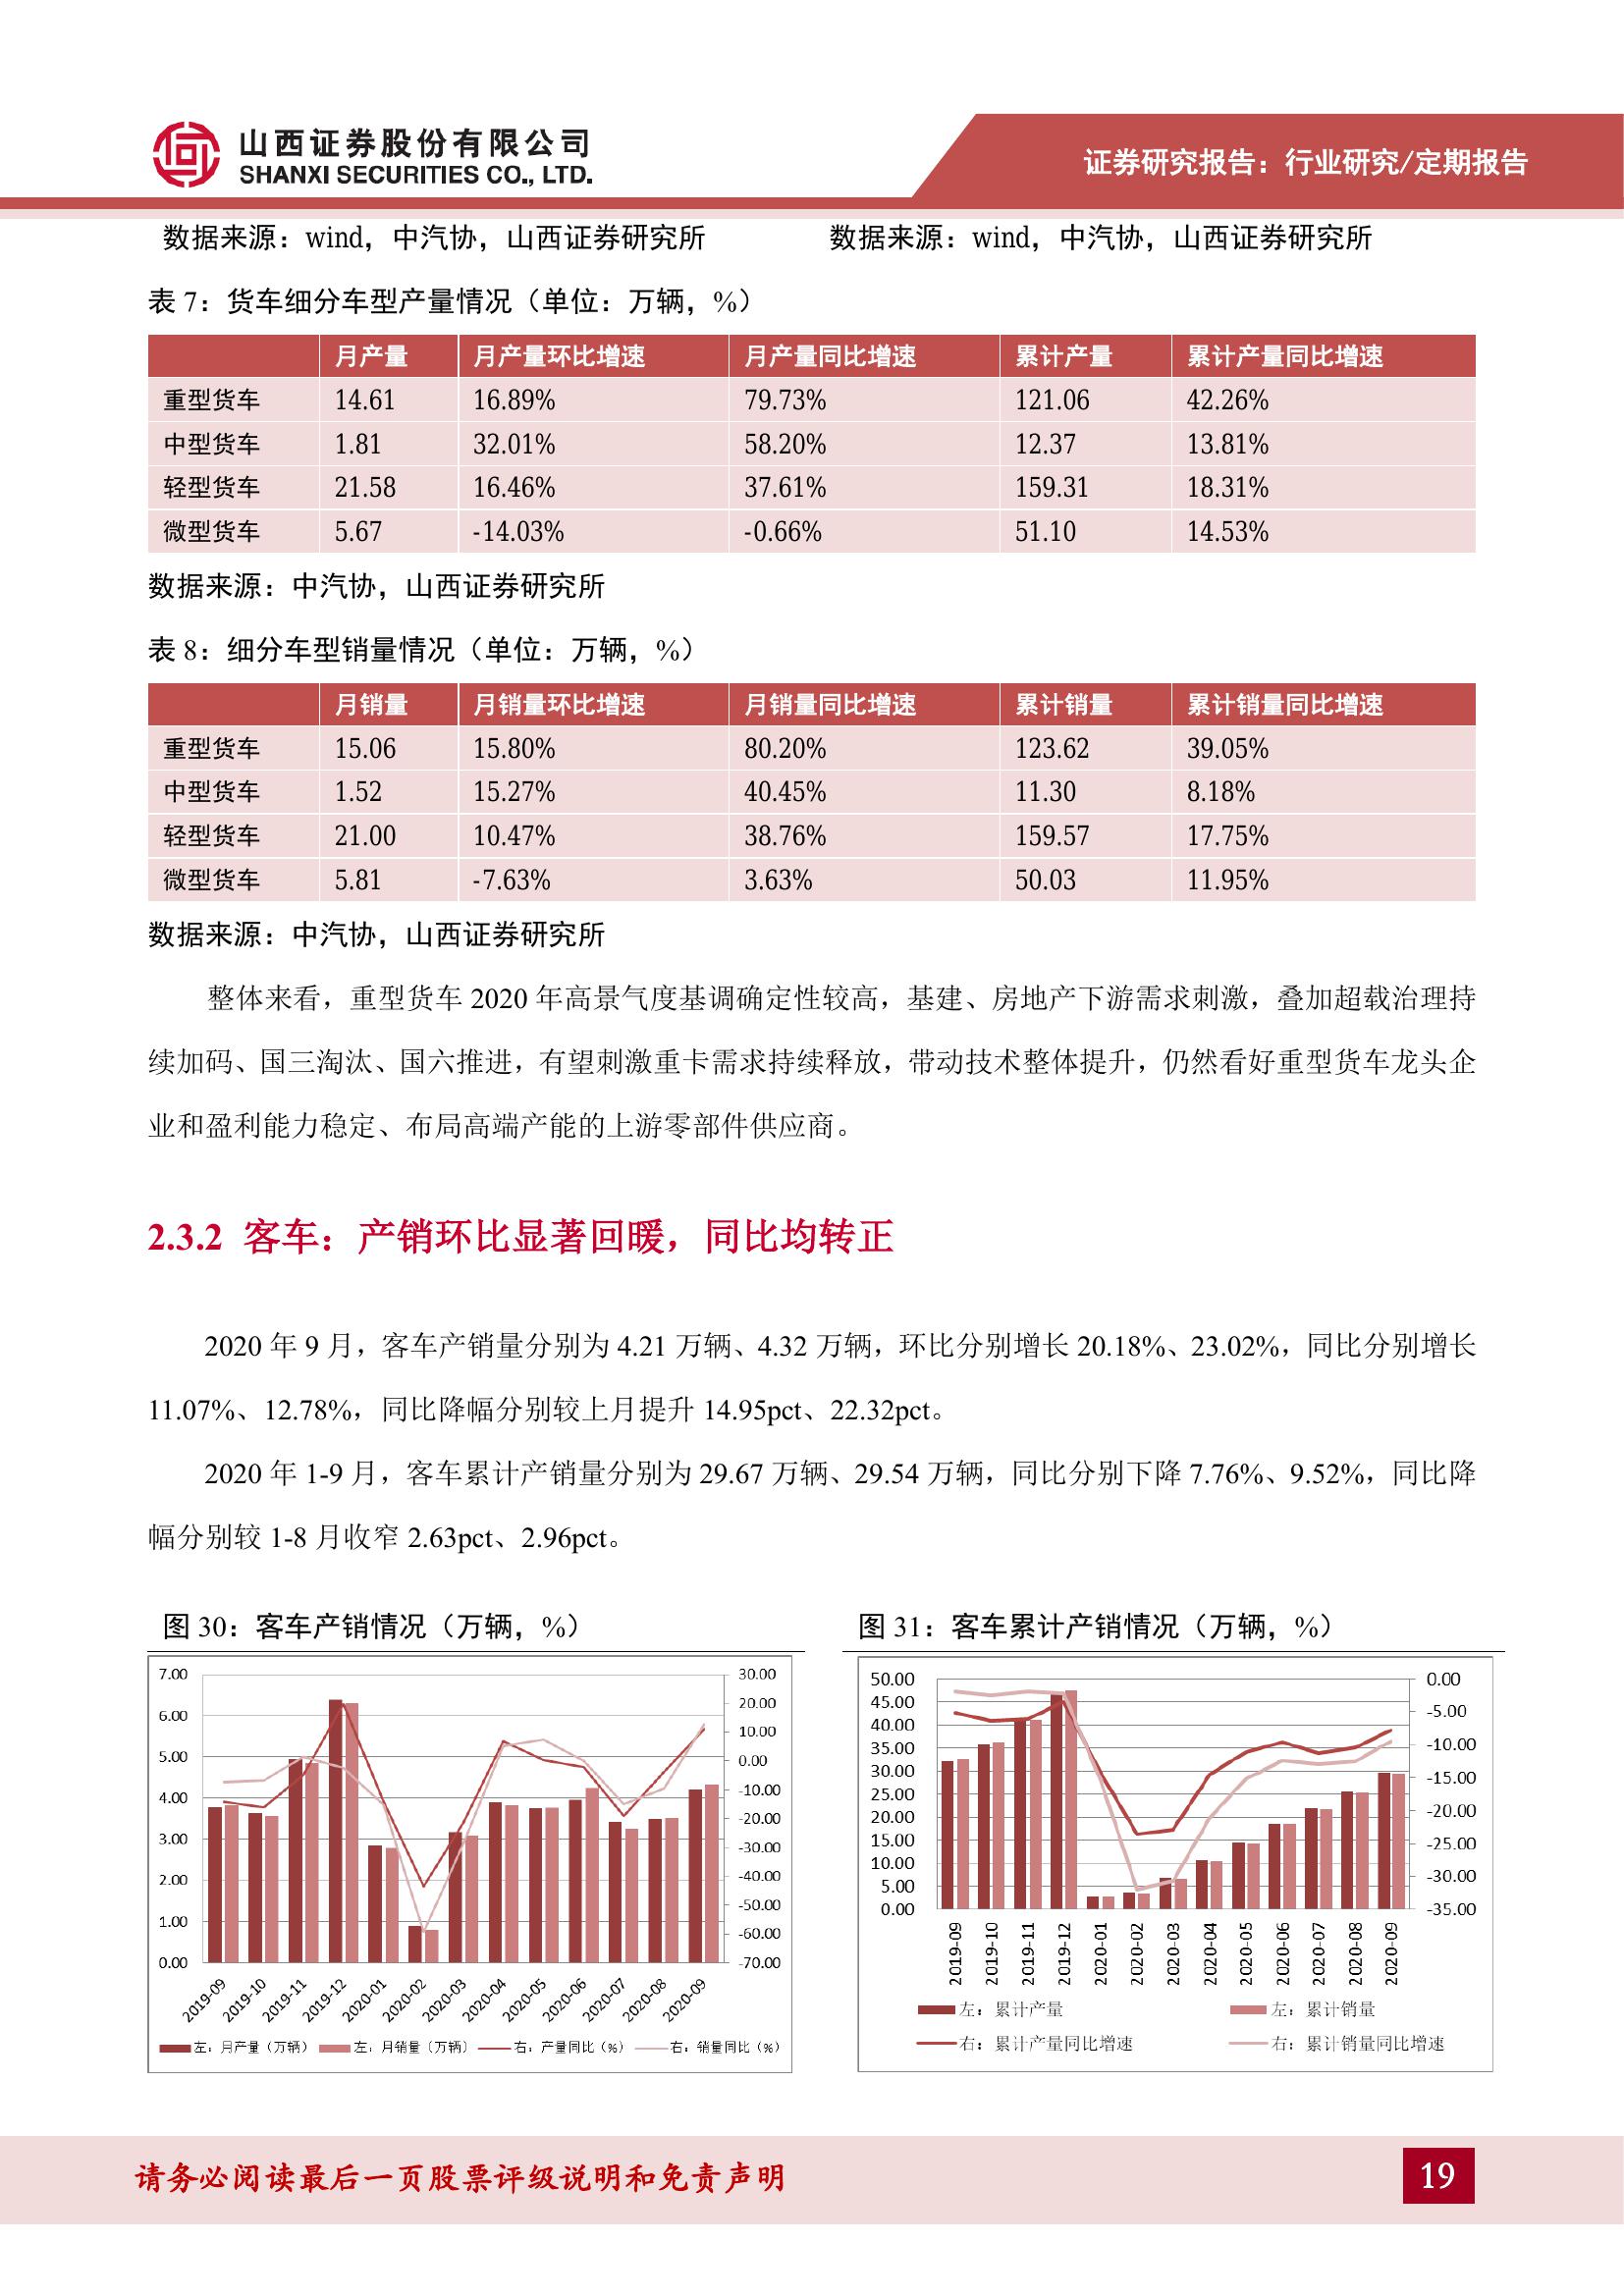 山西证券股份有限公司
SHANXI SECURITIES CO., LTD.
证券研究报告：行业研究/定期报告
数据来源：wind，中汽协，山西证券研究所 数据来源：wind，中汽协，山西证券研究所
表 7：货车细分车型产量情况（单位：万辆，%）
月产量 月产量环比增速 月产量同比增速 累计产量 累计产量同比增速
重型货车 14.61 16.89% 79.73% 121.06 42.26%
中型货车 1.81 32.01% 58.20% 12.37 13.81%
轻型货车 21.58 16.46% 37.61% 159.31 18.31%
微型货车 5.67 -14.03% -0.66% 51.10 14.53%
数据来源：中汽协，山西证券研究所
表 8：细分车型销量情况（单位：万辆，%）
月销量 月销量环比增速 月销量同比增速 累计销量 累计销量同比增速
重型货车 15.06 15.80% 80.20% 123.62 39.05%
中型货车 1.52 15.27% 40.45% 11.30 8.18%
轻型货车 21.00 10.47% 38.76% 159.57 17.75%
微型货车 5.81 -7.63% 3.63% 50.03 11.95%
数据来源：中汽协，山西证券研究所
整体来看，重型货车 2020 年高景气度基调确定性较高，基建、房地产下游需求刺激，叠加超载治理持
续加码、国三淘汰、国六推进，有望刺激重卡需求持续释放，带动技术整体提升，仍然看好重型货车龙头企
业和盈利能力稳定、布局高端产能的上游零部件供应商。
2.3.2 客车：产销环比显著回暖，同比均转正
2020 年 9 月，客车产销量分别为 4.21 万辆、4.32 万辆，环比分别增长 20.18%、23.02%，同比分别增长
11.07%、12.78%，同比降幅分别较上月提升 14.95pct、22.32pct。
2020 年 1-9 月，客车累计产销量分别为 29.67 万辆、29.54 万辆，同比分别下降 7.76%、9.52%，同比降
幅分别较 1-8 月收窄 2.63pct、2.96pct。
图 30：客车产销情况（万辆，%）
7.00
6.00
5.00
4.00
3.00
2.00
1.00
0.00
30.00
20.00
10.00
0.00
-10.00
-20.00
-30.00
-40.00
-50.00
-60.00
-70.00
2019-09 2019-10 2019-11 2019-12 2020-01 2020-02 2020-03 2020-04 2020-05 2020-06 2020-07 2020-08 2020-09
左：月产量（万辆） 左：月销量（万辆） 右：产量同比（%） 右：销量同比（%）
图 31：客车累计产销情况（万辆，%）
50.00
45.00
40.00
35.00
30.00
25.00
20.00
15.00
10.00
5.00
0.00
0.00
-5.00
-10.00
-15.00
-20.00
-25.00
-30.00
-35.00
2019-09 2019-10 2019-11 2019-12 2020-01 2020-02 2020-03 2020-04 2020-05 2020-06 2020-07 2020-08 2020-09
左：累计产量 左：累计销量
右：累计产量同比增速 右：累计销量同比增速
请务必阅读最后一页股票评级说明和免责声明
19